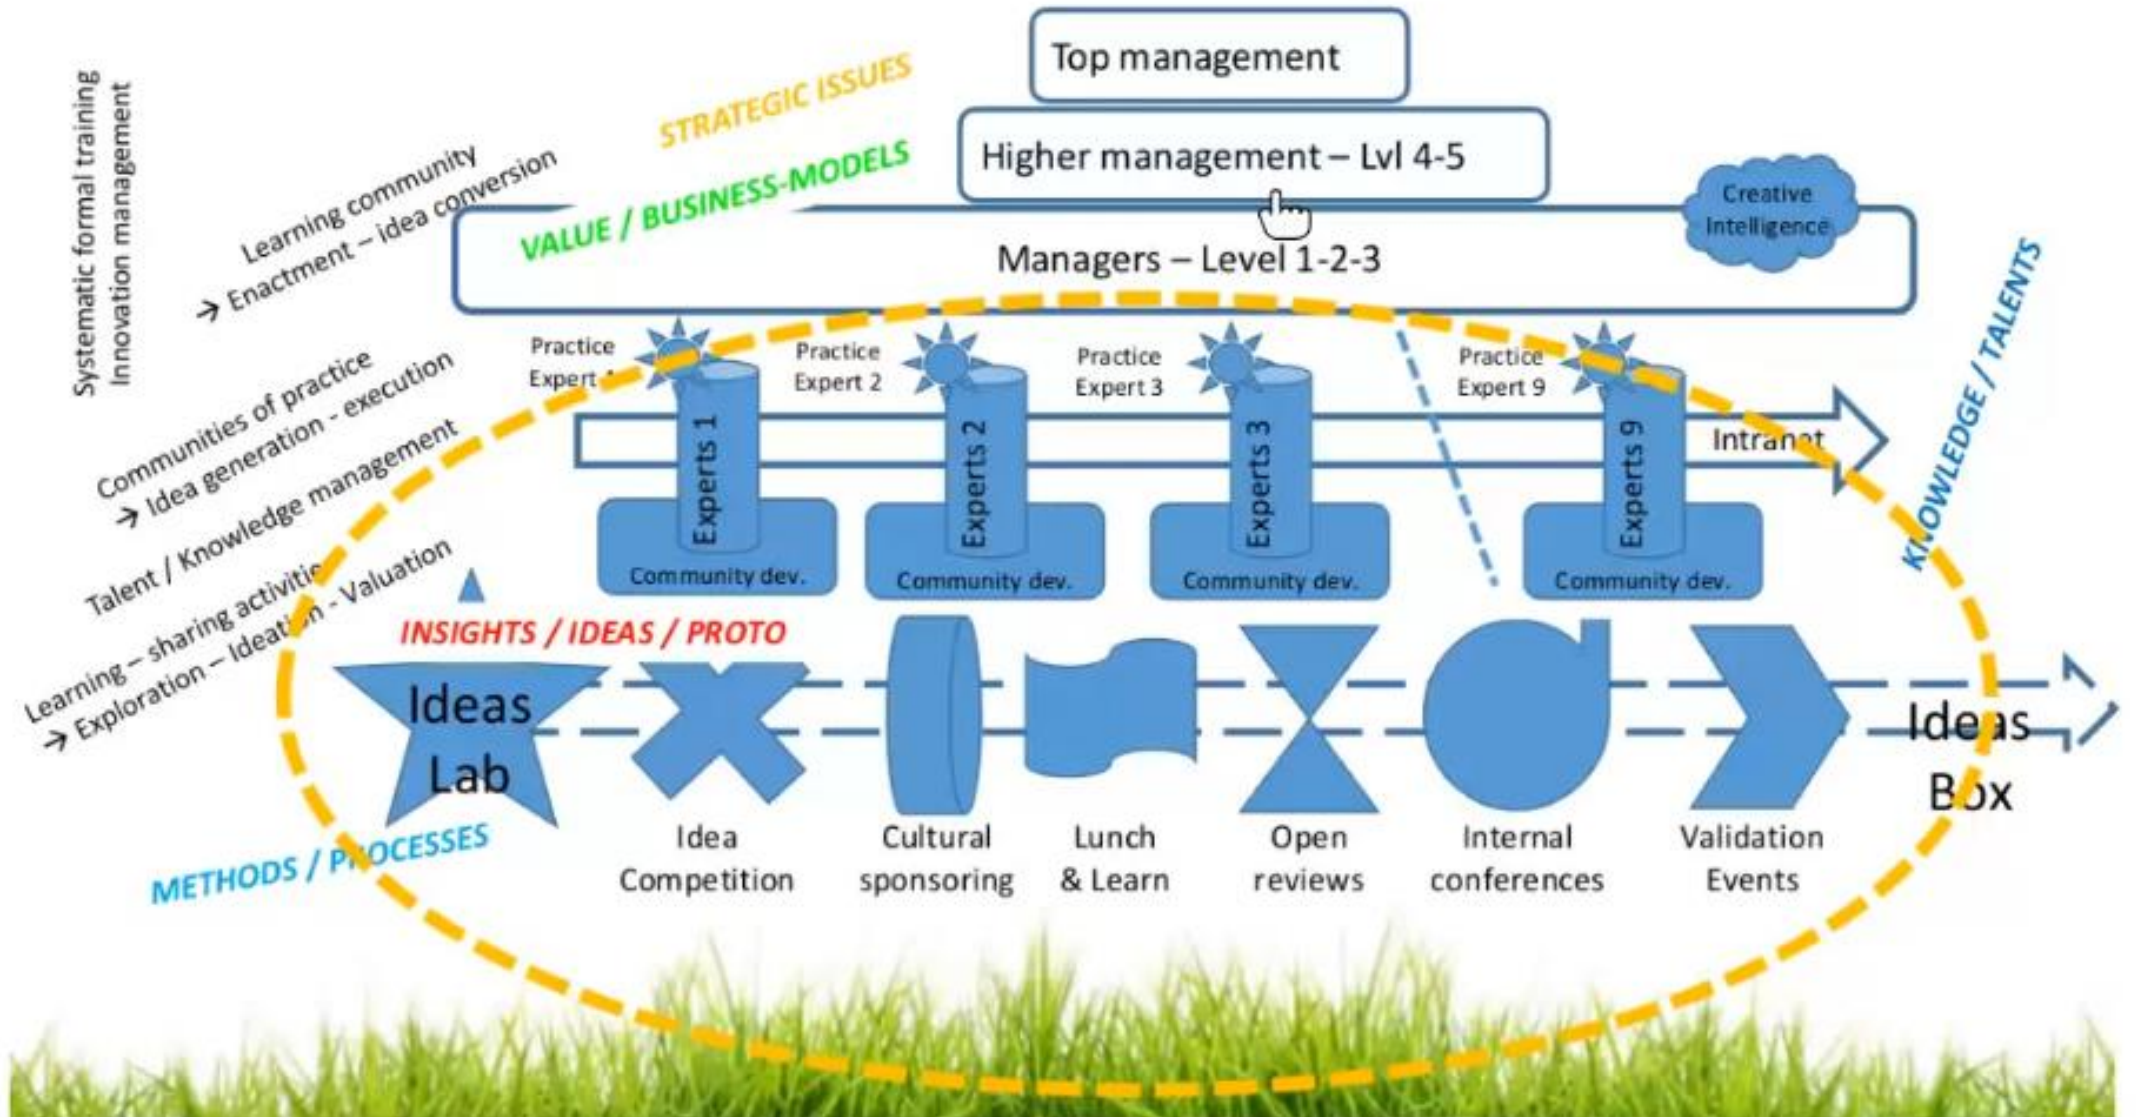 Top management
STRATEGIC ISSUES
Higher management – Lvl 4-5
VALUE / BUSINESS-MODELS
Creative
Intelligence
Managers – Level 1-2-3
Systematic formal training
Innovation management
Learning community
→ Enactment – idea conversion
Communities of practice
→ Idea generation - execution
Talent / Knowledge management
Learning – sharing activities
→ Exploration – Ideation - Valuation
Practice
Expert 1
Practice
Expert 2
Practice
Expert 3
Practice
Expert 9
Experts 1
Experts 2
Experts 3
Experts 9
Intranet
KNOWLEDGE / TALENTS
Community dev.
Community dev.
Community dev.
Community dev.
INSIGHTS / IDEAS / PROTO
Ideas
Lab
Ideas
Box
METHODS / PROCESSES
Idea
Competition
Cultural
sponsoring
Lunch
& Learn
Open
reviews
Internal
conferences
Validation
Events